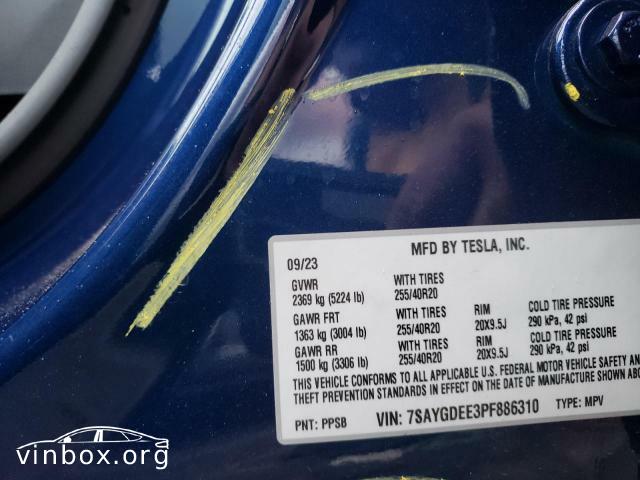 MFD BY TESLA, INC.
09/23
GVWR WITH TIRES
2369 kg (5224 lb) 255/40R20
GAWR FRT WITH TIRES RIM COLD TIRE PRESSURE
1363 kg (3004 lb) 255/40R20 20X9.5J 290 kPa, 42 psi
GAWR RR WITH TIRES RIM COLD TIRE PRESSURE
1500 kg (3306 lb) 255/40R20 20X9.5J 290 kPa, 42 psi
THIS VEHICLE CONFORMS TO ALL APPLICABLE U.S. FEDERAL MOTOR VEHICLE SAFETY AND
THEFT PREVENTION STANDARDS IN EFFECT ON THE DATE OF MANUFACTURE SHOWN
PNT: PPSB VIN: 7SAYGDEE3PF886310 TYPE: MPV
vinbox.org